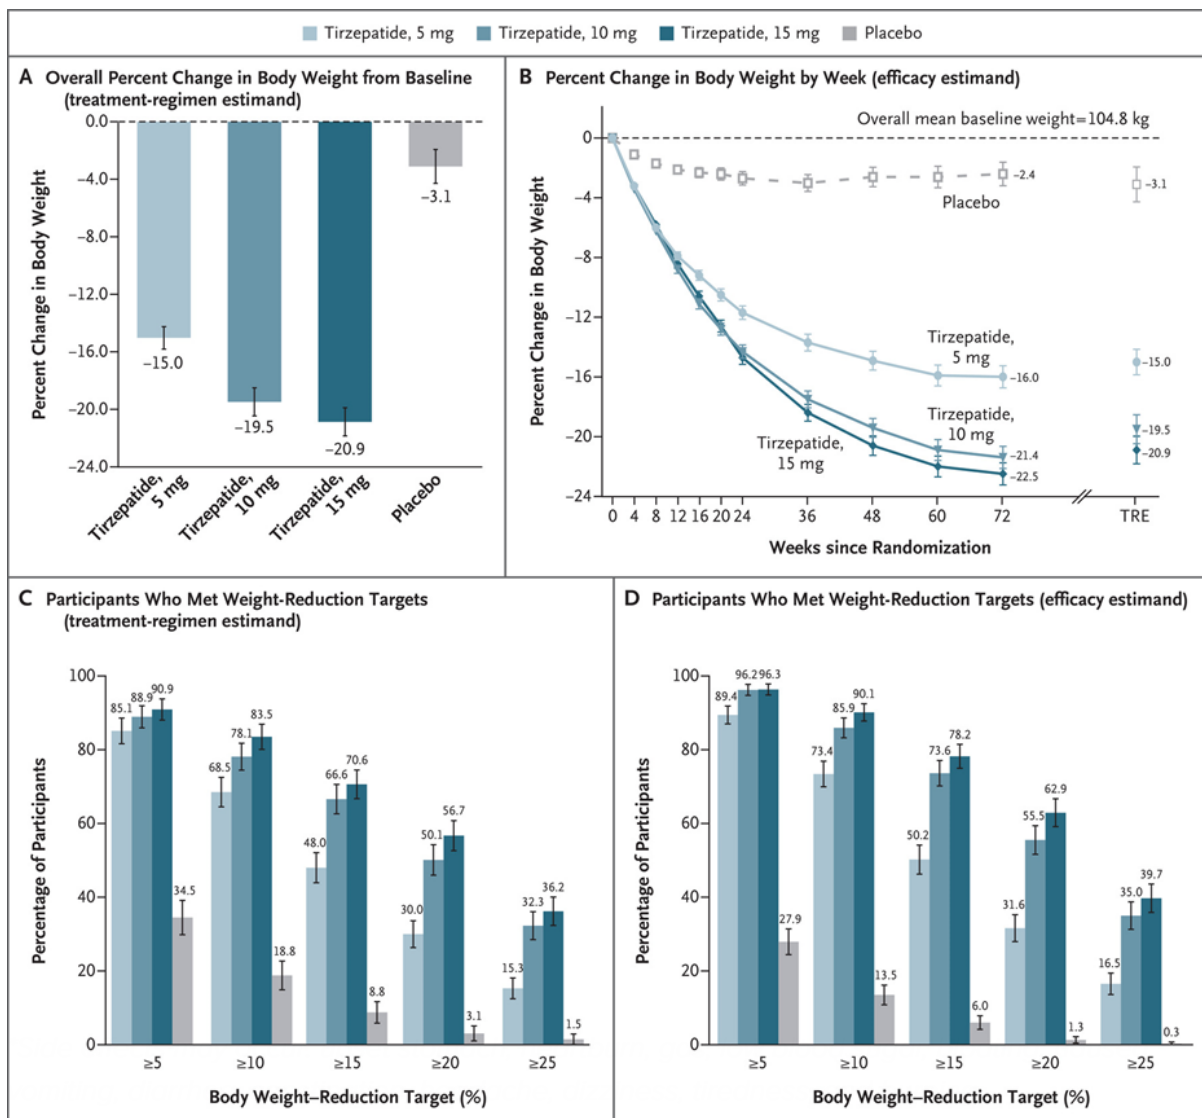 Tirzepatide, 5 mg Tirzepatide, 10 mg Tirzepatide, 15 mg Placebo
A Overall Percent Change in Body Weight from Baseline
(treatment-regimen estimand)
Percent Change in Body Weight
0.0
−4.0
−8.0
−12.0
−16.0
−20.0
−24.0
−15.0
−19.5
−20.9
−3.1
Tirzepatide,
5 mg
Tirzepatide,
10 mg
Tirzepatide,
15 mg
Placebo
B Percent Change in Body Weight by Week (efficacy estimand)
Overall mean baseline weight=104.8 kg
Percent Change in Body Weight
0
−4
−8
−12
−16
−20
−24
−2.4
−3.1
Placebo
Tirzepatide,
5 mg
−16.0
−15.0
Tirzepatide,
10 mg
−21.4
−19.5
Tirzepatide,
15 mg
−22.5
−20.9
0 4 8 12 16 20 24 36 48 60 72 TRE
Weeks since Randomization
C Participants Who Met Weight-Reduction Targets
(treatment-regimen estimand)
Percentage of Participants
100
80
60
40
20
0
85.1 88.9 90.9 34.5
68.5 78.1 83.5 18.8
48.0 66.6 70.6 8.8
30.0 50.1 56.7 3.1
15.3 32.3 36.2 1.5
≥5 ≥10 ≥15 ≥20 ≥25
Body Weight–Reduction Target (%)
D Participants Who Met Weight-Reduction Targets (efficacy estimand)
Percentage of Participants
100
80
60
40
20
0
89.4 96.2 96.3 27.9
73.4 85.9 90.1 13.5
50.2 73.6 78.2 6.0
31.6 55.5 62.9 1.3
16.5 35.0 39.7 0.3
≥5 ≥10 ≥15 ≥20 ≥25
Body Weight–Reduction Target (%)